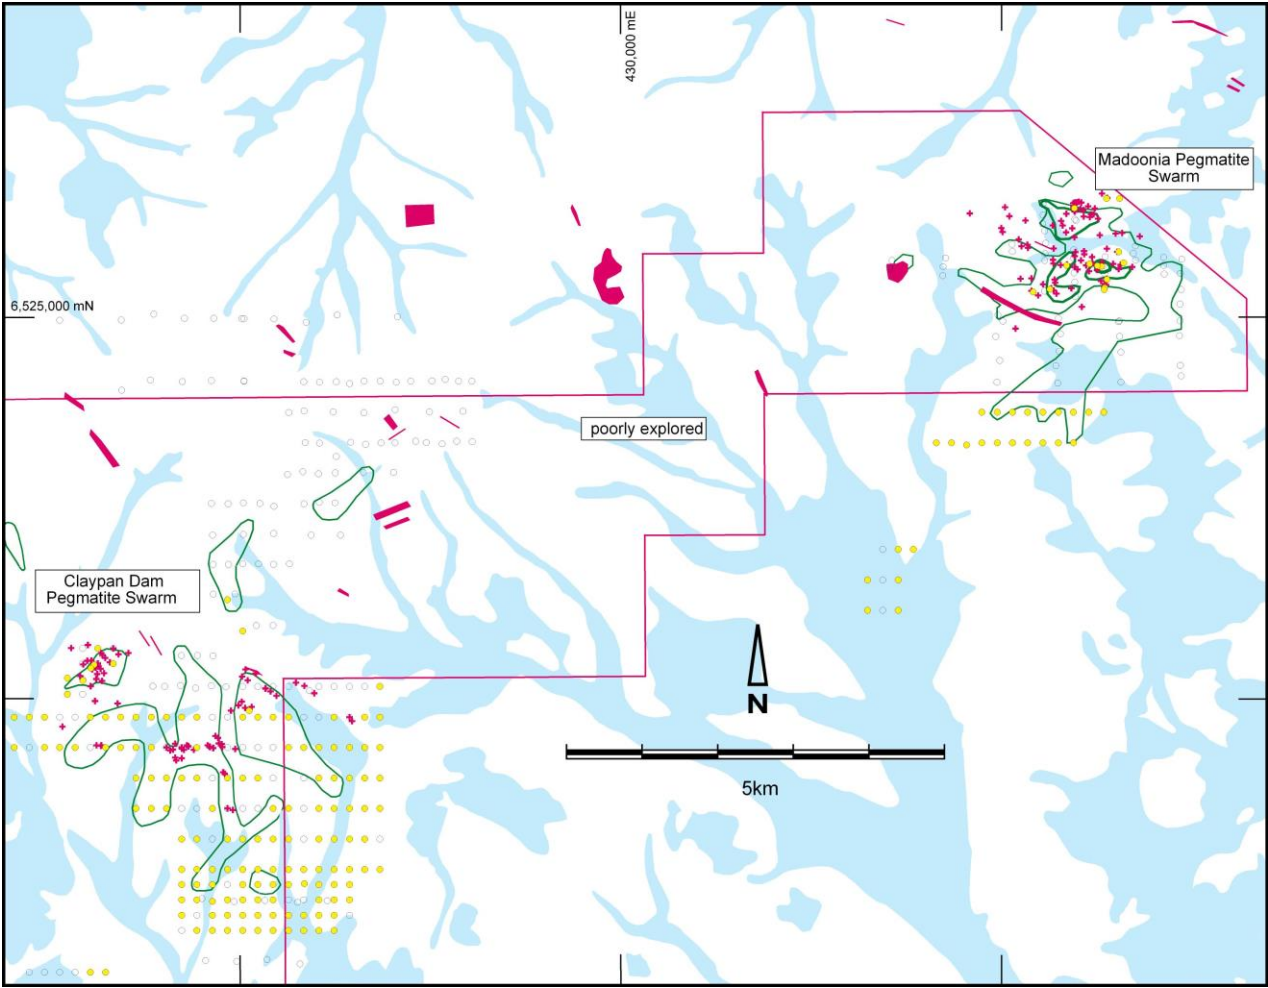 430,000 mE
Madoonia Pegmatite
Swarm
6,525,000 mN
poorly explored
Claypan Dam
Pegmatite Swarm
N
5km